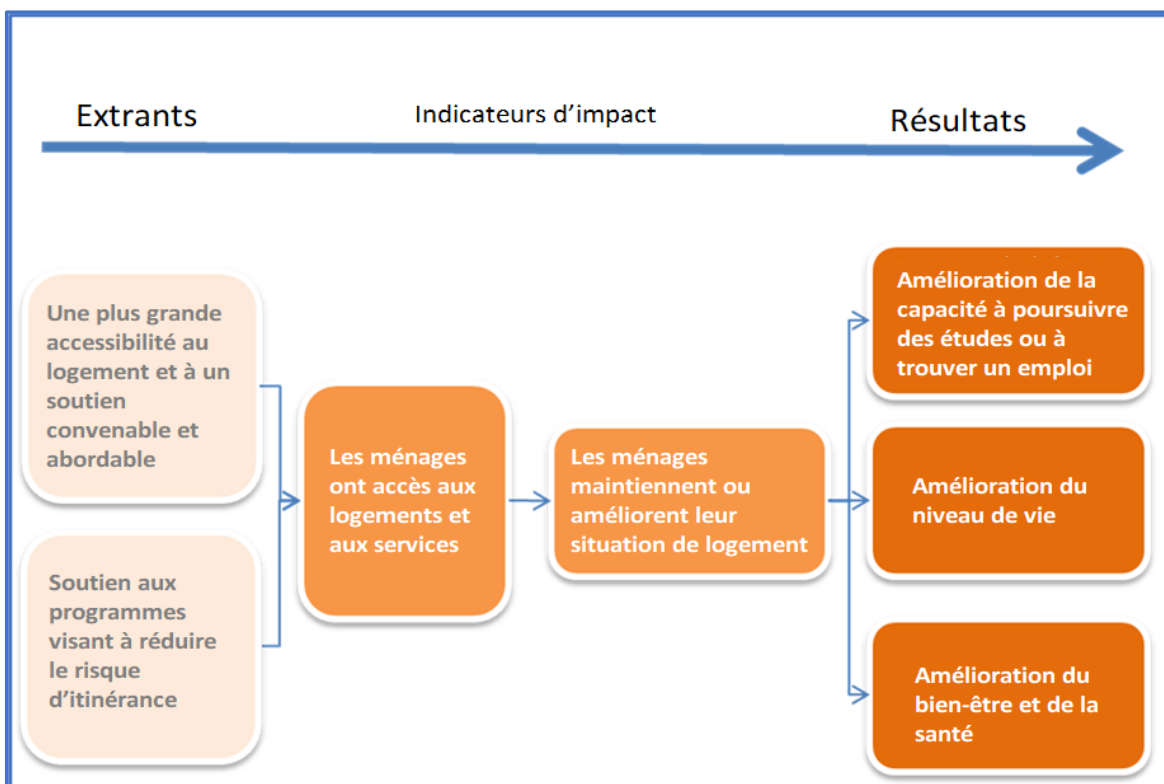 Extrants
Indicateurs d’impact
Résultats
Une plus grande
accessibilité au
logement et à un
soutien
convenable et
abordable
Soutien aux
programmes
visant à réduire
le risque
d’itinérance
Les ménages
ont accès aux
logements et
aux services
Les ménages
maintiennent ou
améliorent leur
situation de logement
Amélioration de la
capacité à poursuivre
des études ou à
trouver un emploi
Amélioration du
niveau de vie
Amélioration du
bien-être et de la
santé